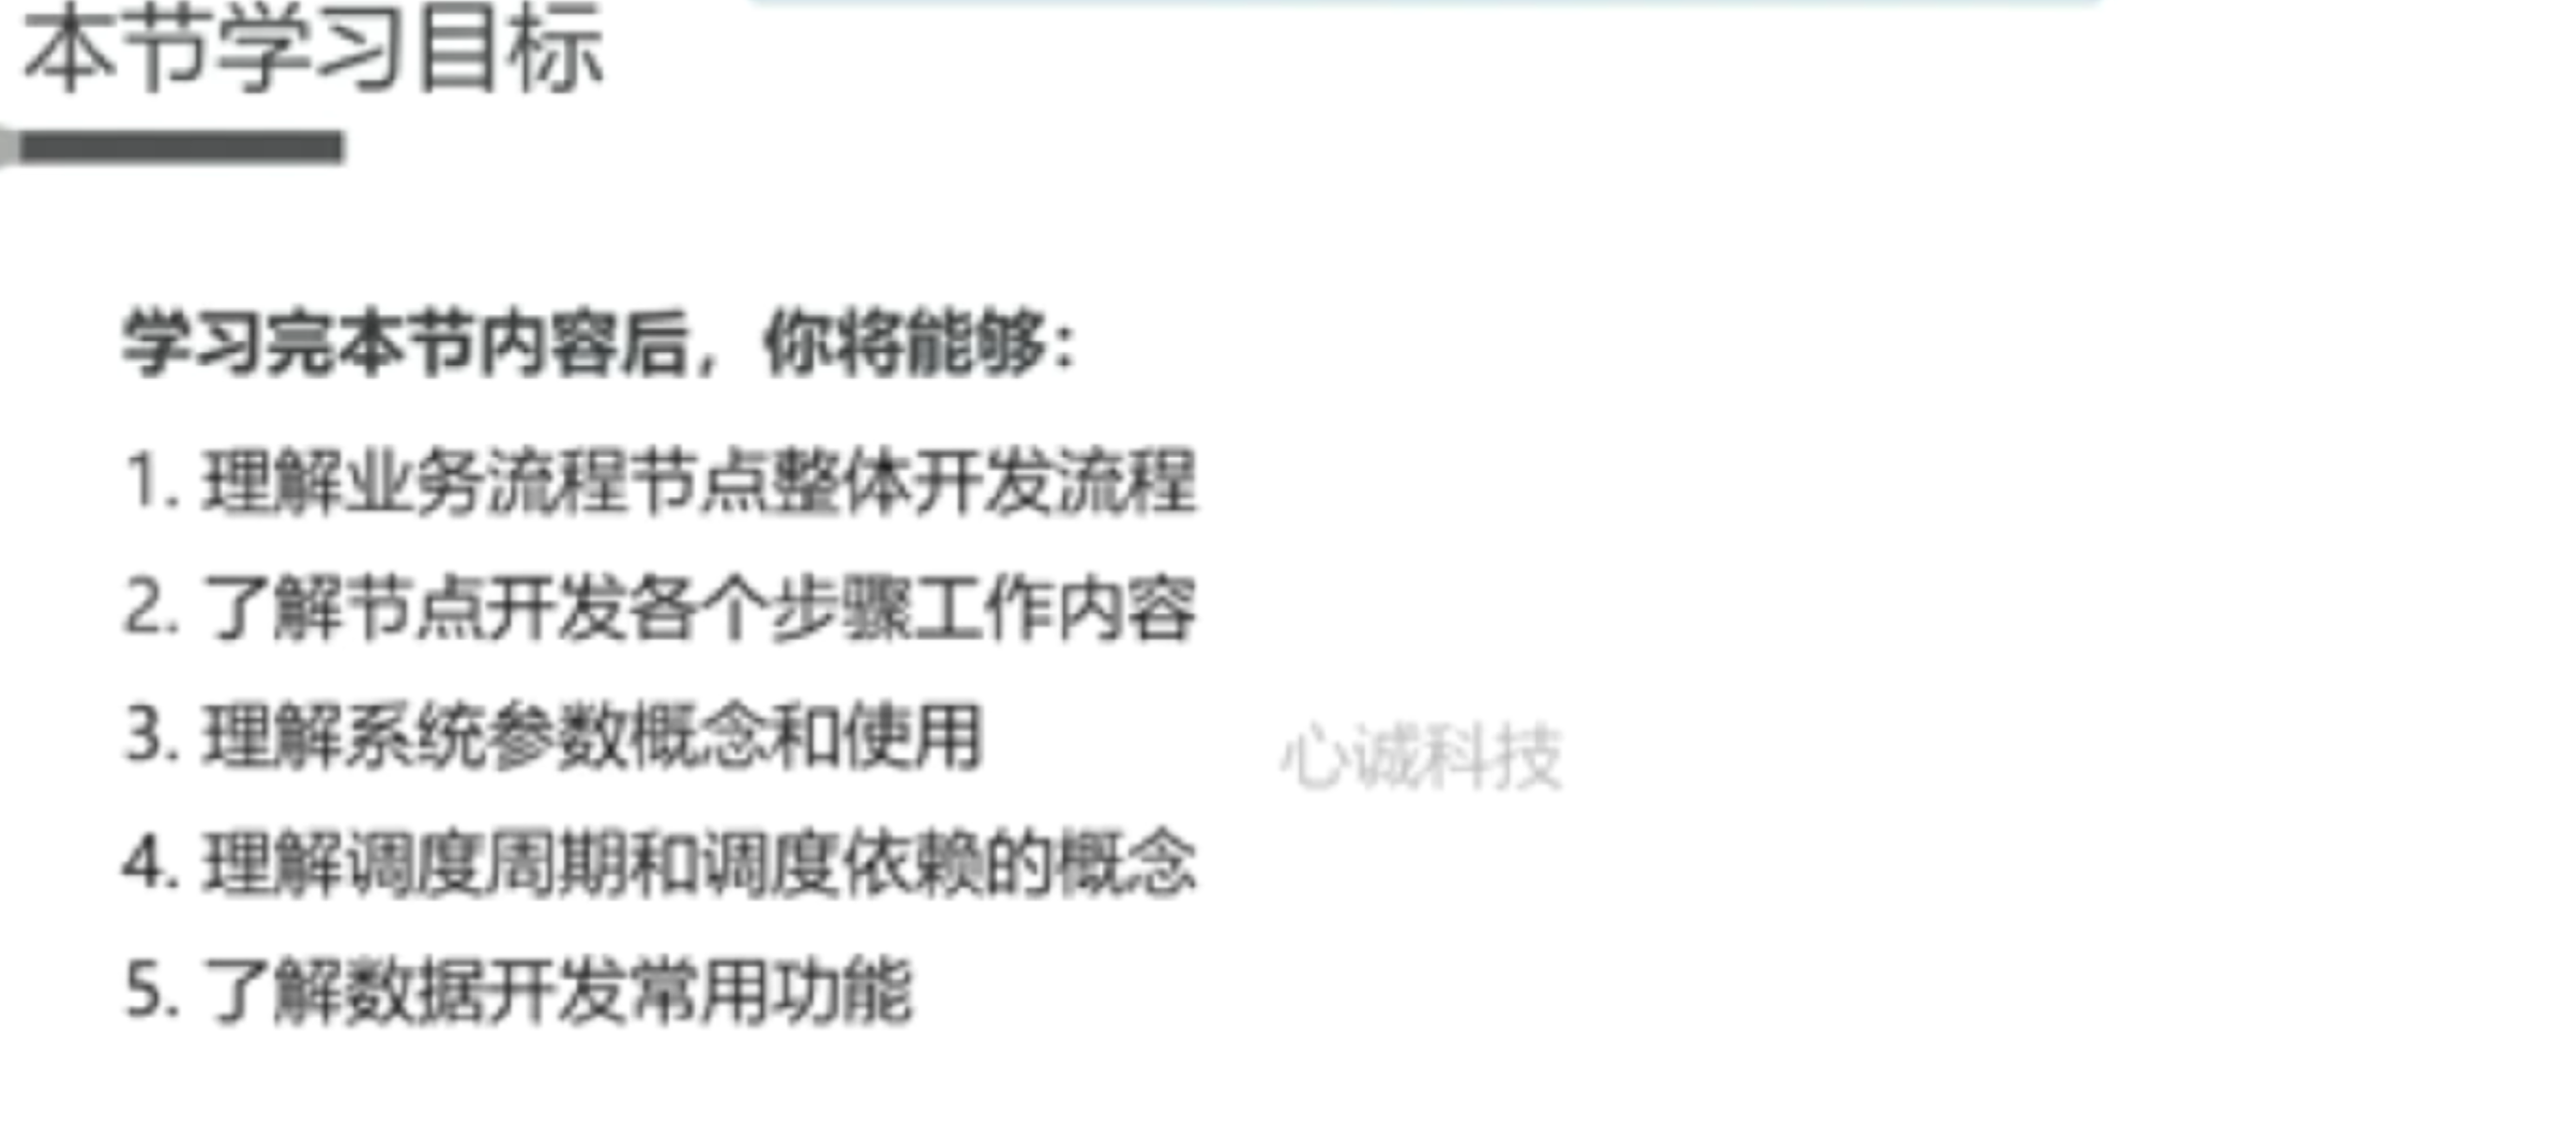 本节学习目标
学习完本节内容后，你将能够：
1. 理解业务流程节点整体开发流程
2. 了解节点开发各个步骤工作内容
3. 理解系统参数概念和使用
心诚科技
4. 理解调度周期和调度依赖的概念
5. 了解数据开发常用功能